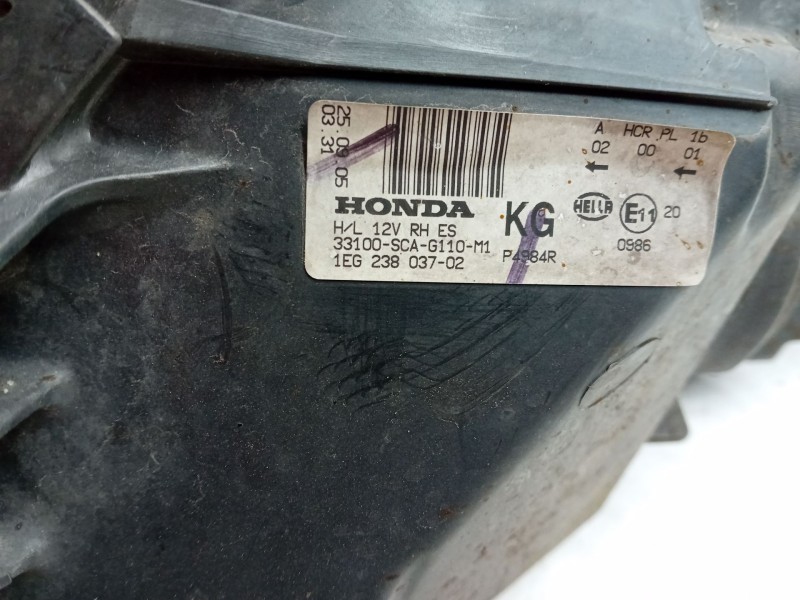 25.09.05
03:31
HONDA
H/L 12V RH ES
33100-SCA-G110-M1
1EG 238 037-02
KG
P4984R
A HCR PL 1b
02 00 01
HELLA
E11 20
0986